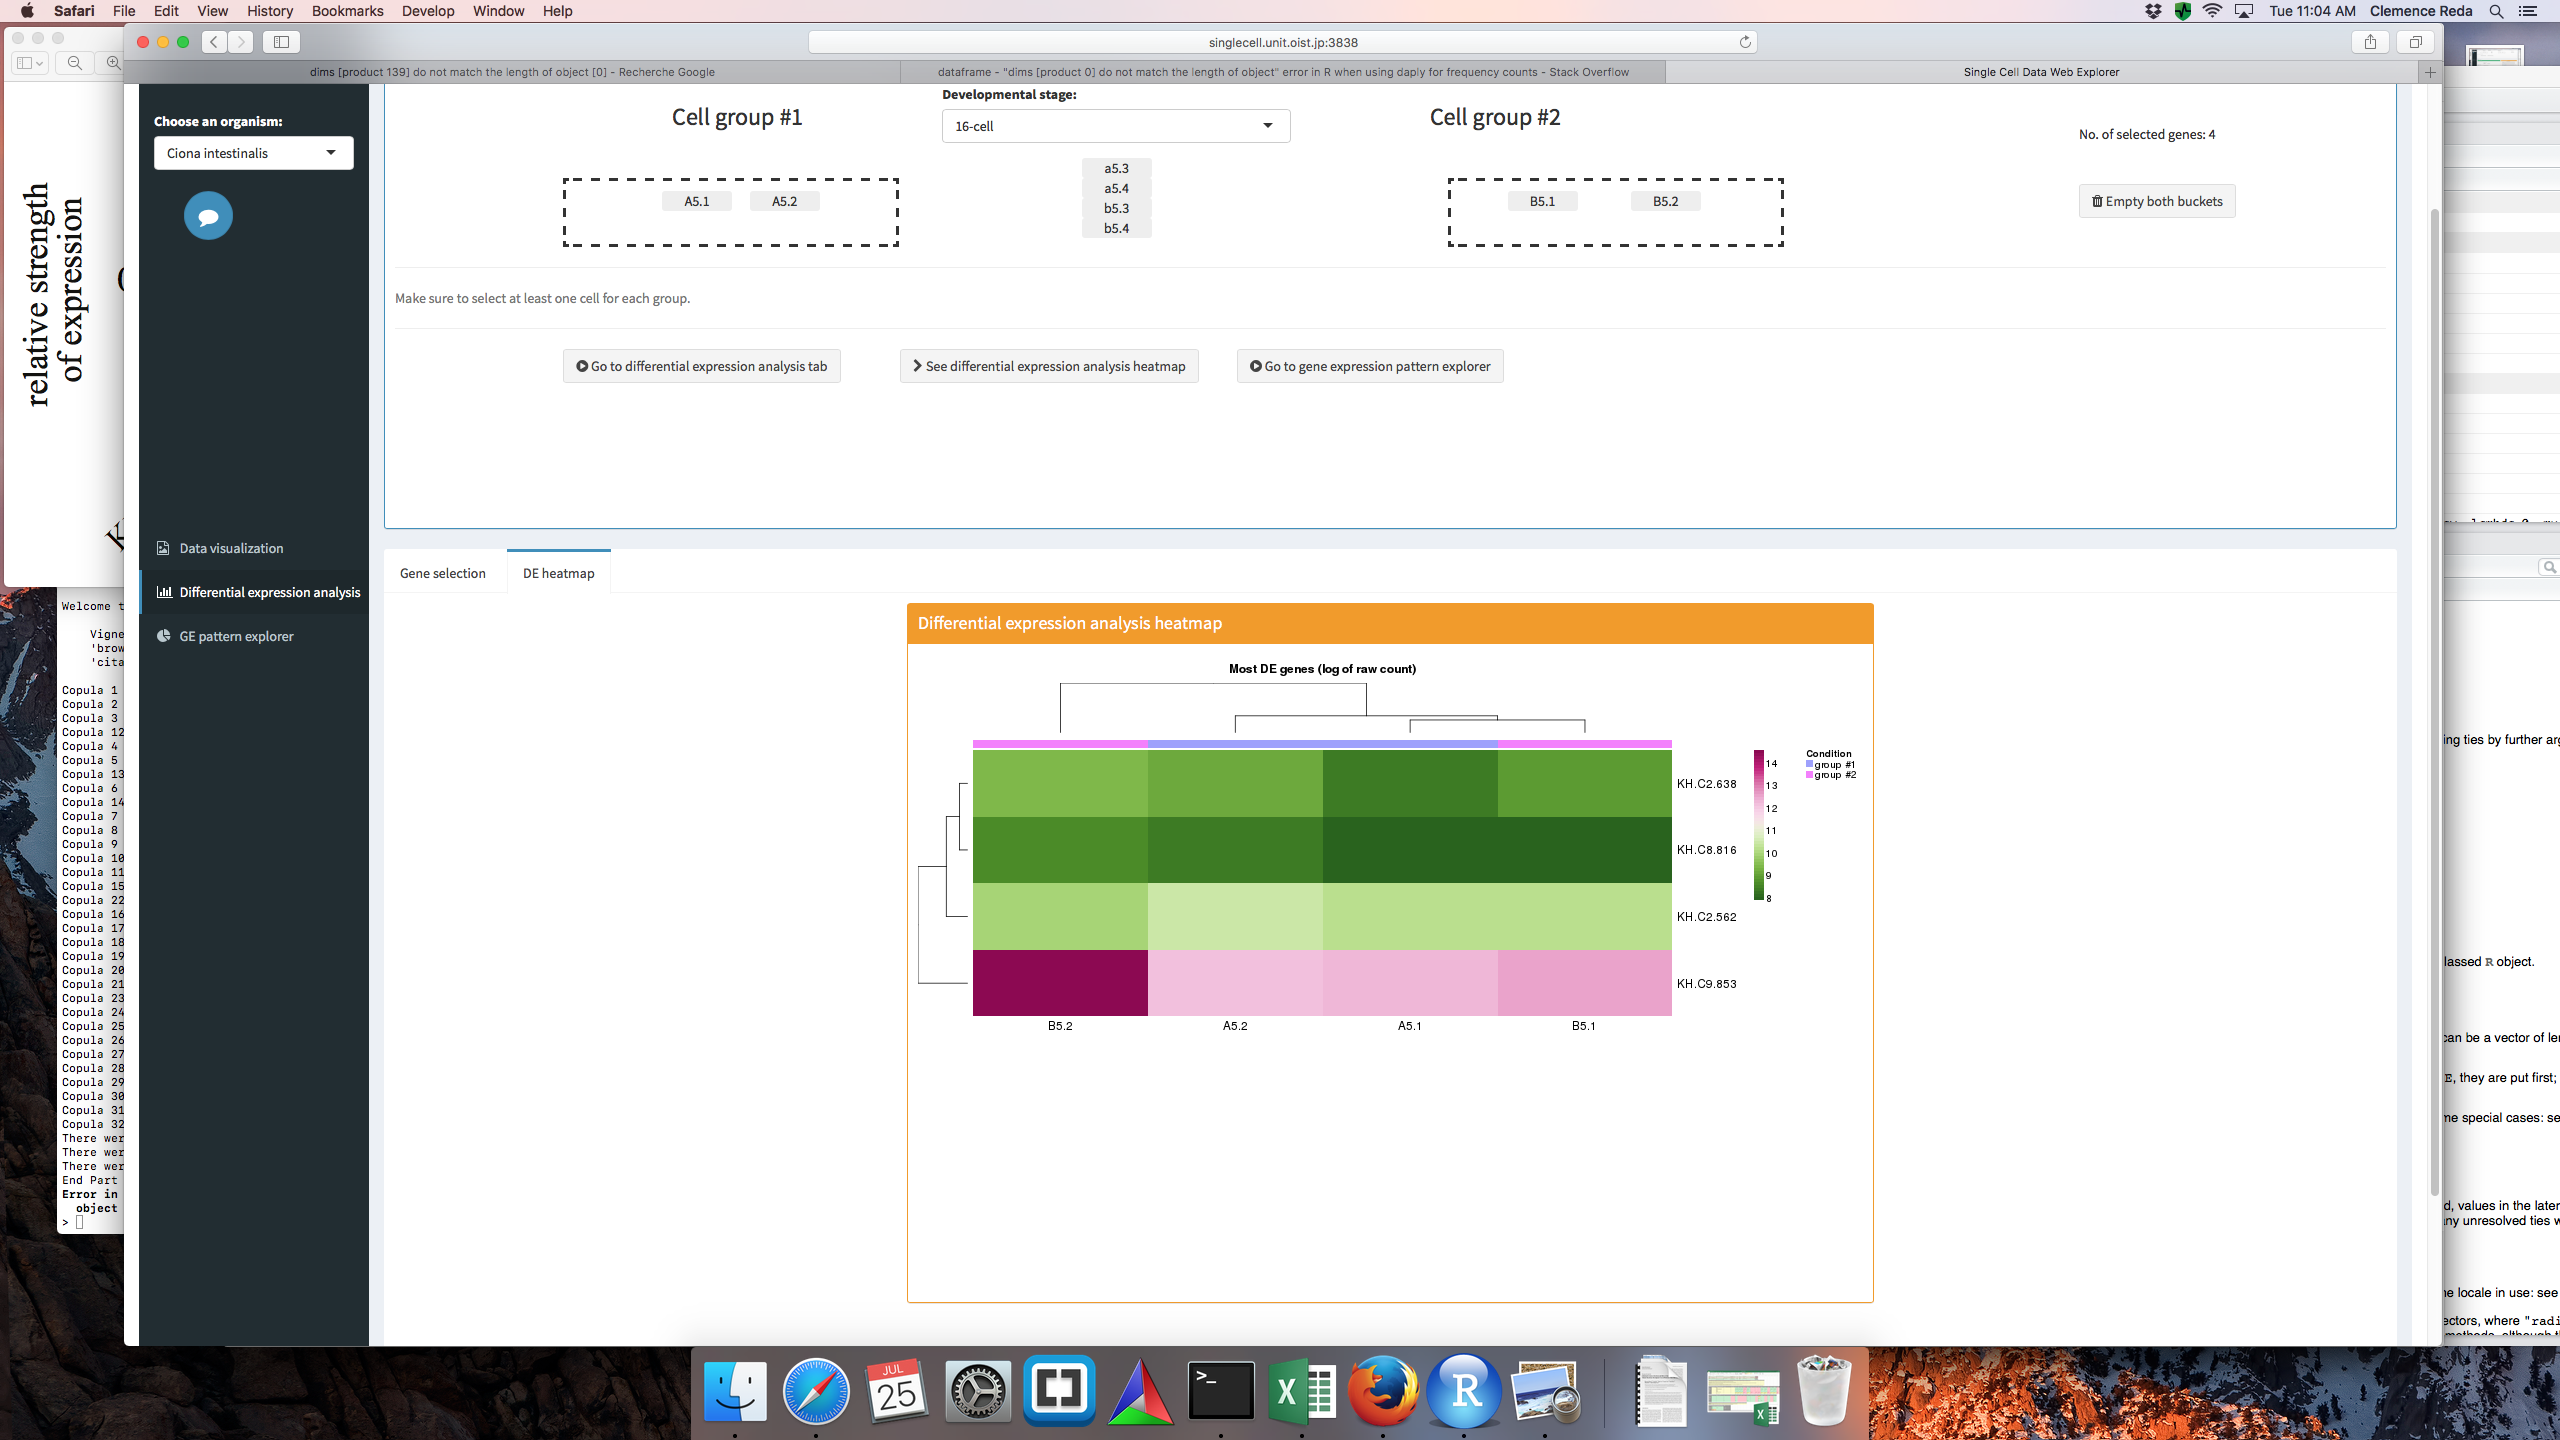 Safari File Edit View History Bookmarks Develop Window Help
Tue 11:04 AM Clemence Reda
singlecell.unit.oist.jp:3838
dims [product 139] do not match the length of object [0] - Recherche Google
dataframe - "dims [product 0] do not match the length of object" error in R when using daply for frequency counts - Stack Overflow
Single Cell Data Web Explorer
relative strength
of expression
Choose an organism:
Ciona intestinalis
Data visualization
Differential expression analysis
GE pattern explorer
Cell group #1
Developmental stage:
16-cell
Cell group #2
No. of selected genes: 4
a5.3
a5.4
b5.3
b5.4
A5.1 A5.2
B5.1 B5.2
Empty both buckets
Make sure to select at least one cell for each group.
Go to differential expression analysis tab
See differential expression analysis heatmap
Go to gene expression pattern explorer
Gene selection
DE heatmap
Differential expression analysis heatmap
Most DE genes (log of raw count)
KH.C2.638
KH.C8.816
KH.C2.562
KH.C9.853
B5.2 A5.2 A5.1 B5.1
14
13
12
11
10
9
8
Condition
group #1
group #2
Welcome t
Vigne
'brow
'cita
Copula 1
Copula 2
Copula 3
Copula 12
Copula 4
Copula 5
Copula 13
Copula 6
Copula 14
Copula 7
Copula 8
Copula 9
Copula 10
Copula 11
Copula 15
Copula 22
Copula 16
Copula 17
Copula 18
Copula 19
Copula 20
Copula 21
Copula 23
Copula 24
Copula 25
Copula 26
Copula 27
Copula 28
Copula 29
Copula 30
Copula 31
Copula 32
There wer
There wer
There wer
End Part
Error in
object
>
ing ties by further arg
lassed R object.
can be a vector of le
E, they are put first;
me special cases: se
d, values in the later
ny unresolved ties w
ne locale in use: see
ectors, where "radi
JUL
25